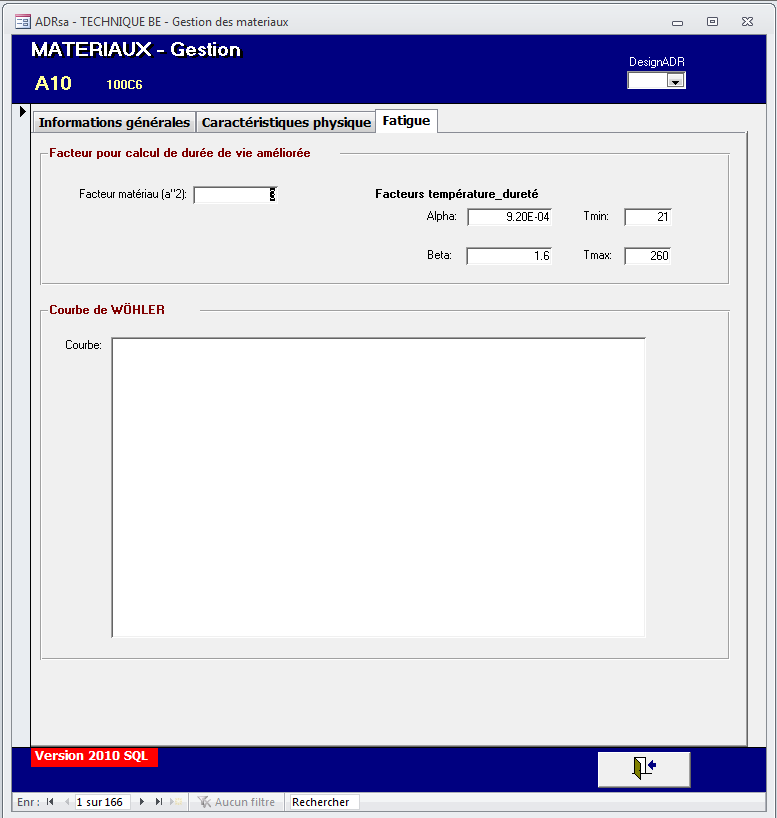 ADRsa - TECHNIQUE BE - Gestion des materiaux
MATERIAUX - Gestion
A10 100C6
DesignADR
Informations générales Caractéristiques physique Fatigue
Facteur pour calcul de durée de vie améliorée
Facteur matériau (a"2):
Facteurs température_dureté
Alpha: 9.20E-04 Tmin: 21
Beta: 1.6 Tmax: 260
Courbe de WÖHLER
Courbe:
Version 2010 SQL
Enr : 1 sur 166 Aucun filtre Rechercher